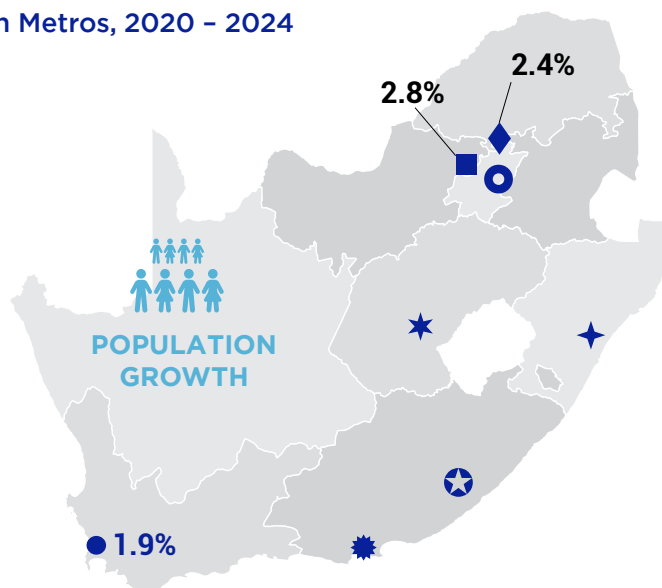 n Metros, 2020 – 2024
2.4%
2.8%
POPULATION
GROWTH
1.9%